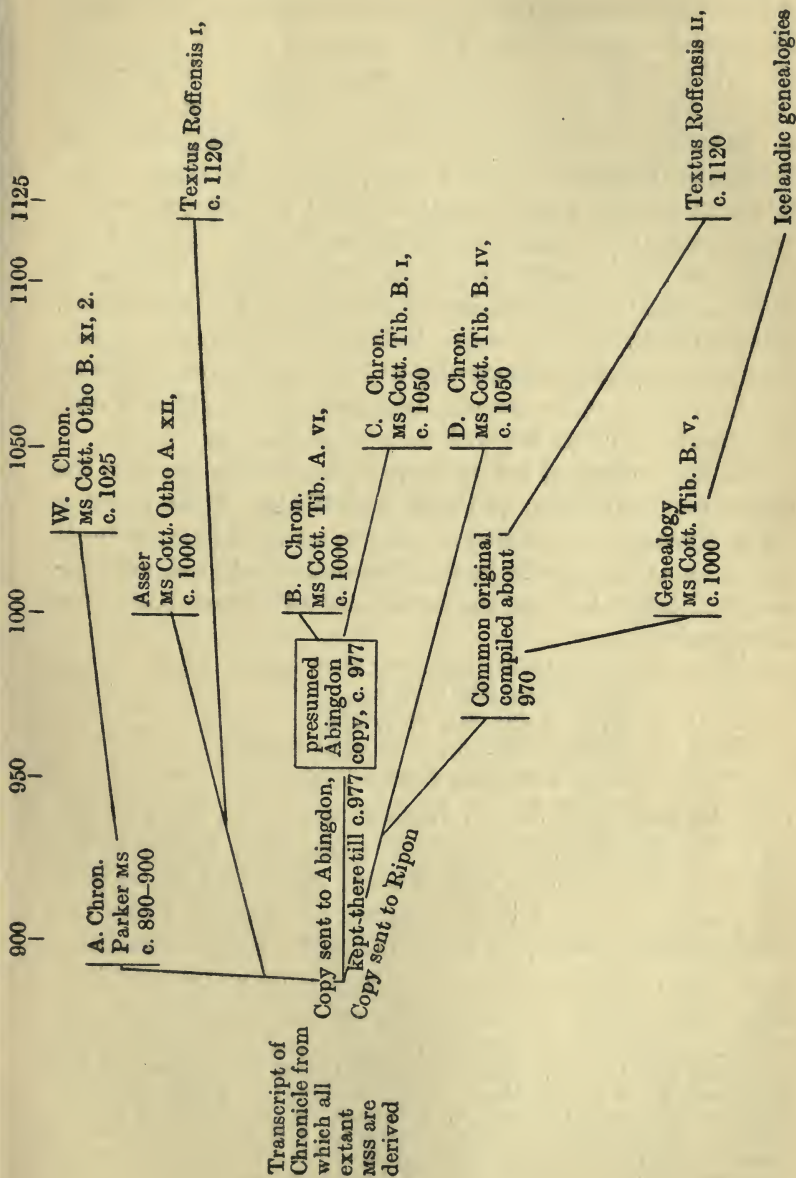 900
950
1000
1050
1100
1125
A. Chron.
Parker MS
c. 890–900
W. Chron.
MS Cott. Otho B. XI, 2.
c. 1025
Asser
MS Cott. Otho A. XII,
c. 1000
Textus Roffensis I,
c. 1120
Transcript of
Chronicle from
which all
extant
MSS are
derived
Copy sent to Abingdon,
kept there till c. 977
Copy sent to Ripon
presumed
Abingdon
copy, c. 977
B. Chron.
MS Cott. Tib. A. VI,
c. 1000
C. Chron.
MS Cott. Tib. B. I,
c. 1050
D. Chron.
MS Cott. Tib. B. IV,
c. 1050
Common original
compiled about
970
Genealogy
MS Cott. Tib. B. V,
c. 1000
Textus Roffensis II,
c. 1120
Icelandic genealogies